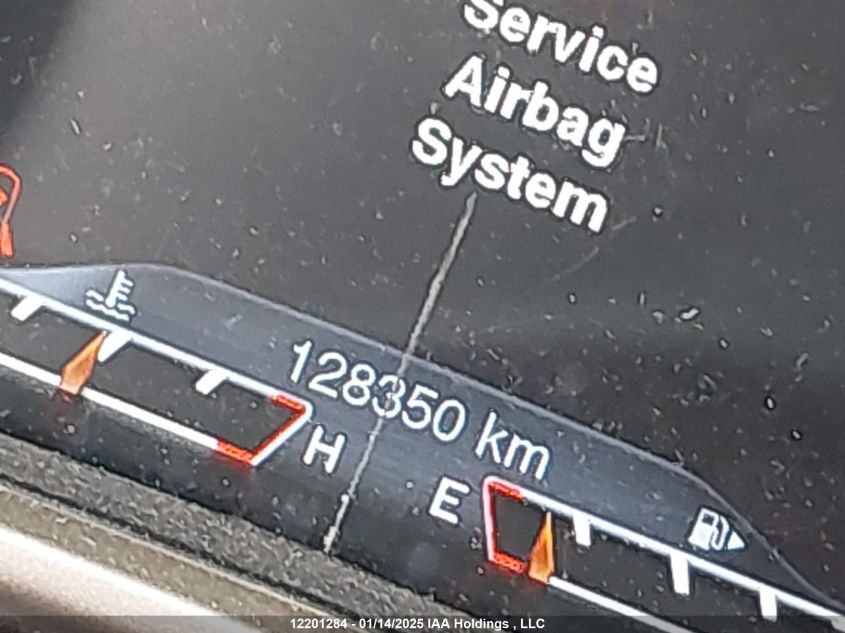 Service
Airbag
System
128350 km
H
E
12201284 - 01/14/2025 IAA Holdings , LLC